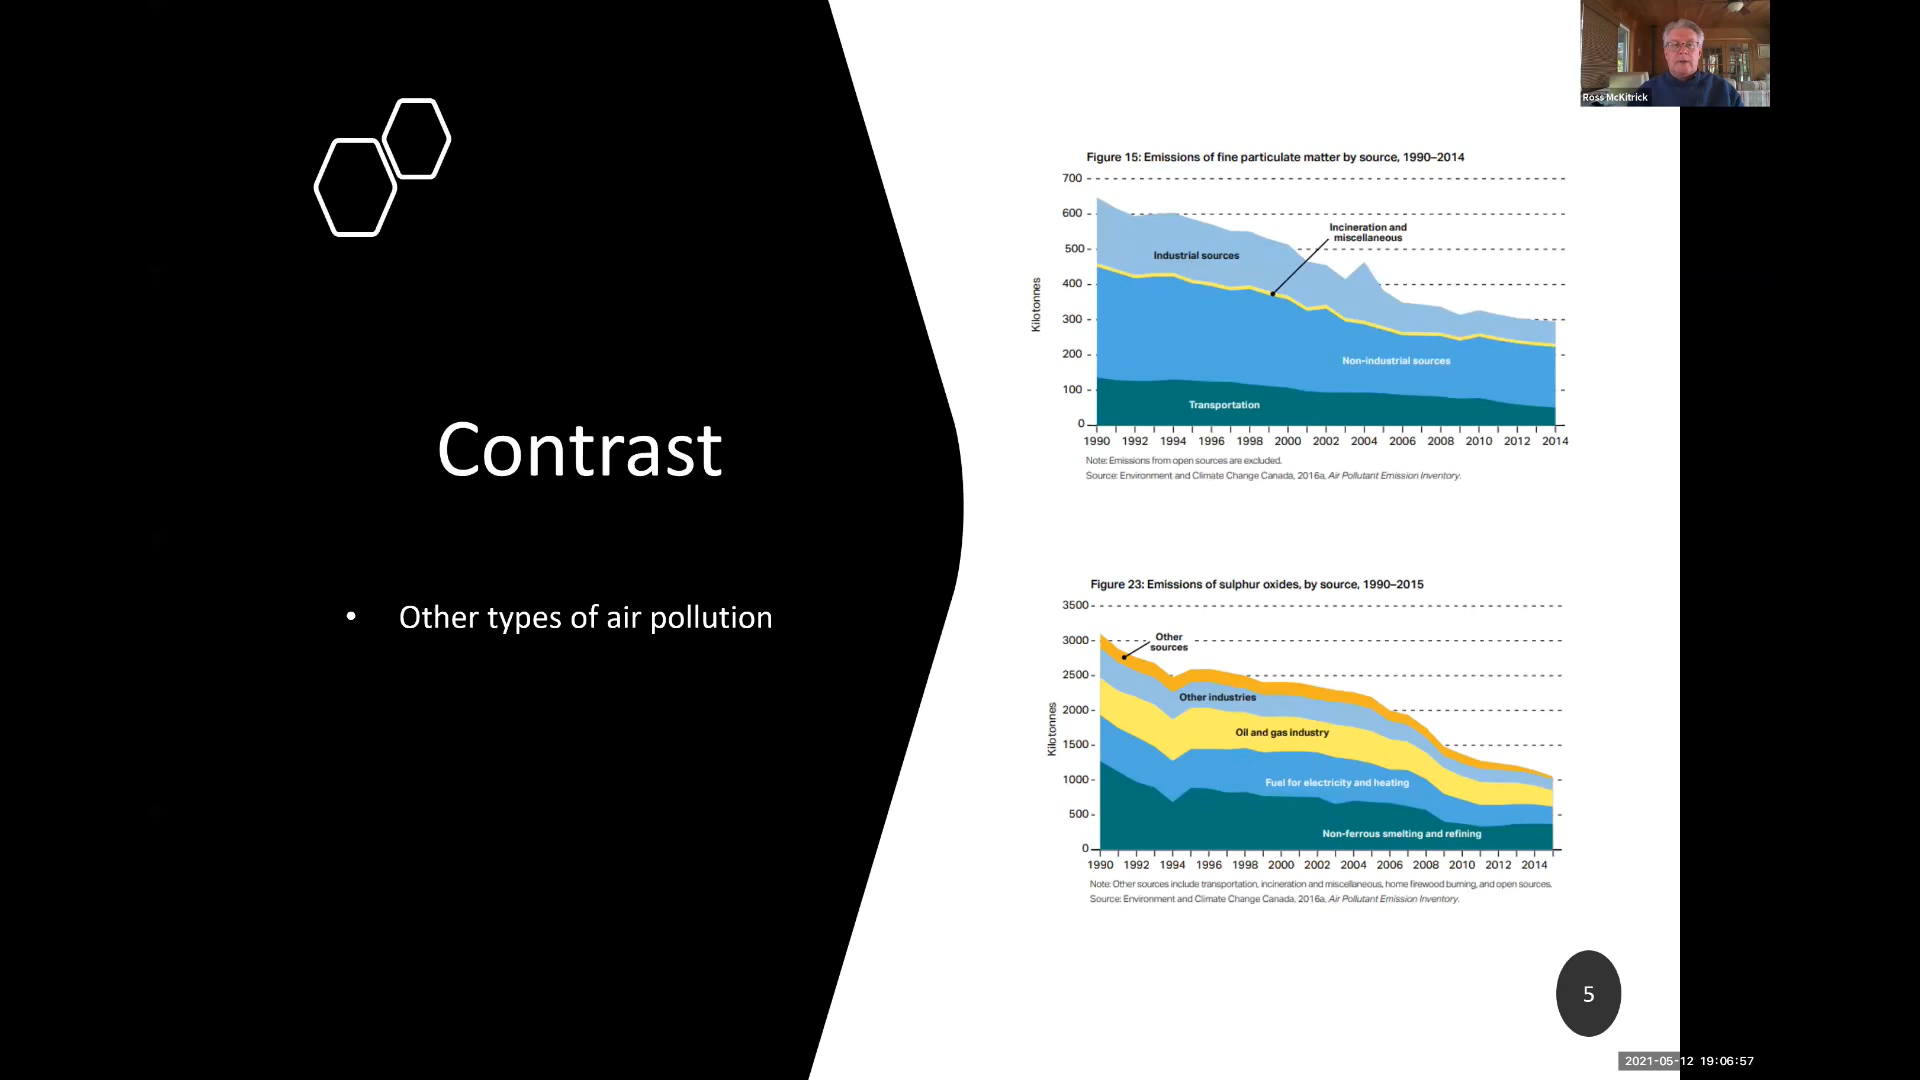 Ross McKitrick
Contrast
• Other types of air pollution
Figure 15: Emissions of fine particulate matter by source, 1990–2014
700
600
500
400
300
200
100
0
Kilotonnes
Incineration and
miscellaneous
Industrial sources
Non-industrial sources
Transportation
1990 1992 1994 1996 1998 2000 2002 2004 2006 2008 2010 2012 2014
Note: Emissions from open sources are excluded.
Source: Environment and Climate Change Canada, 2016a, Air Pollutant Emission Inventory.
Figure 23: Emissions of sulphur oxides, by source, 1990–2015
3500
3000
2500
2000
1500
1000
500
0
Kilotonnes
Other
sources
Other industries
Oil and gas industry
Fuel for electricity and heating
Non-ferrous smelting and refining
1990 1992 1994 1996 1998 2000 2002 2004 2006 2008 2010 2012 2014
Note: Other sources include transportation, incineration and miscellaneous, home firewood burning, and open sources.
Source: Environment and Climate Change Canada, 2016a, Air Pollutant Emission Inventory.
5
2021-05-12 19:06:57